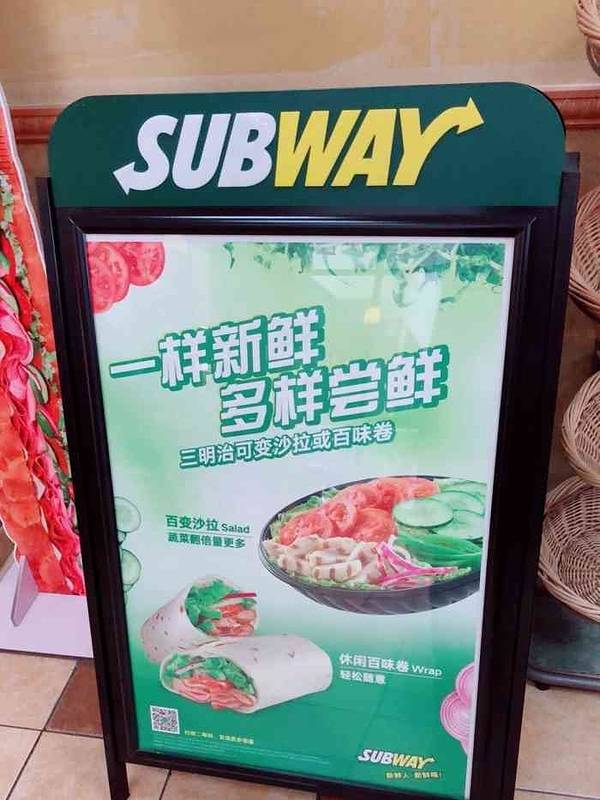 SUBWAY
一样新鲜
多样尝鲜
三明治可变沙拉或百味卷
百变沙拉 Salad
蔬菜翻倍量更多
休闲百味卷 Wrap
轻松随意
SUBWAY